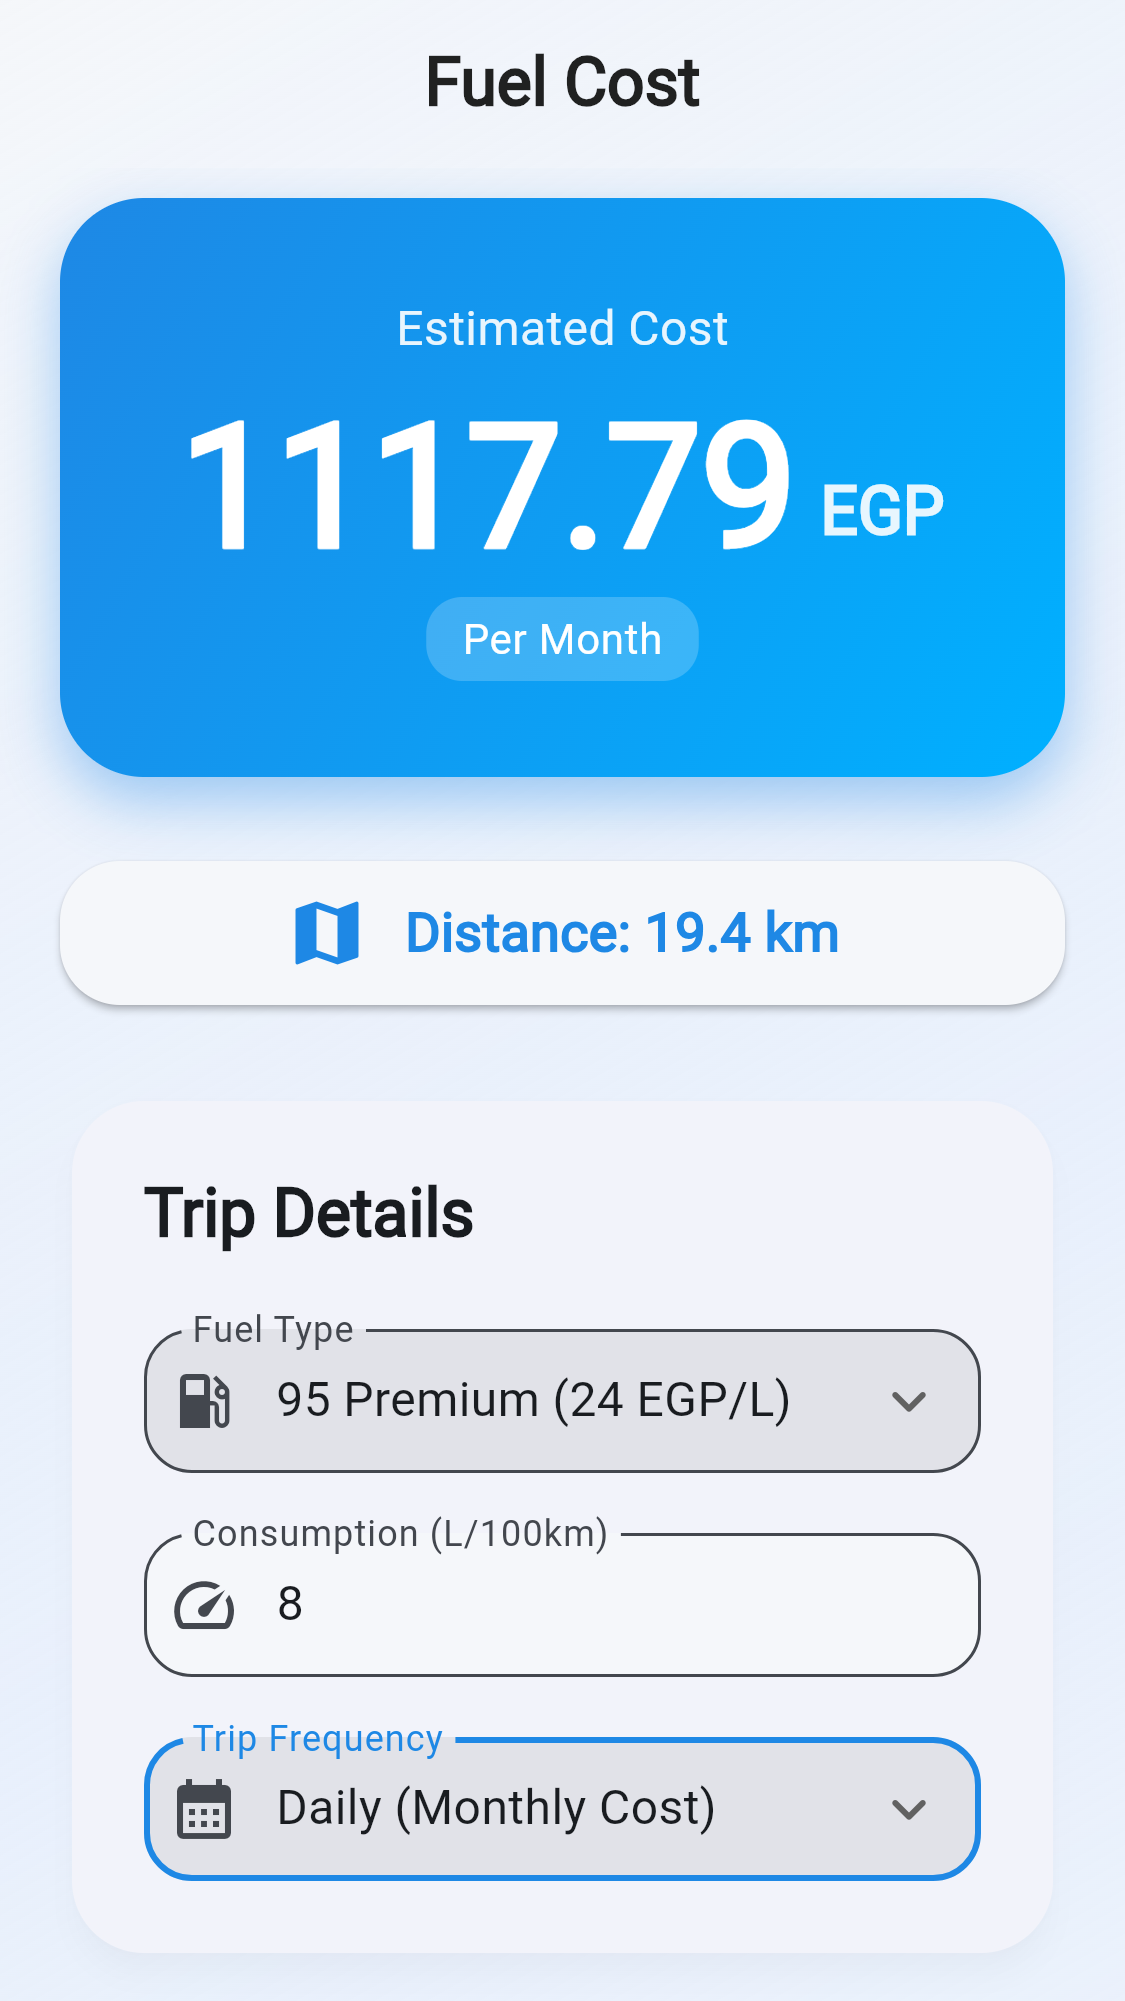 Fuel Cost
Estimated Cost
1117.79 EGP
Per Month
Distance: 19.4 km
Trip Details
Fuel Type
95 Premium (24 EGP/L)
Consumption (L/100km)
8
Trip Frequency
Daily (Monthly Cost)